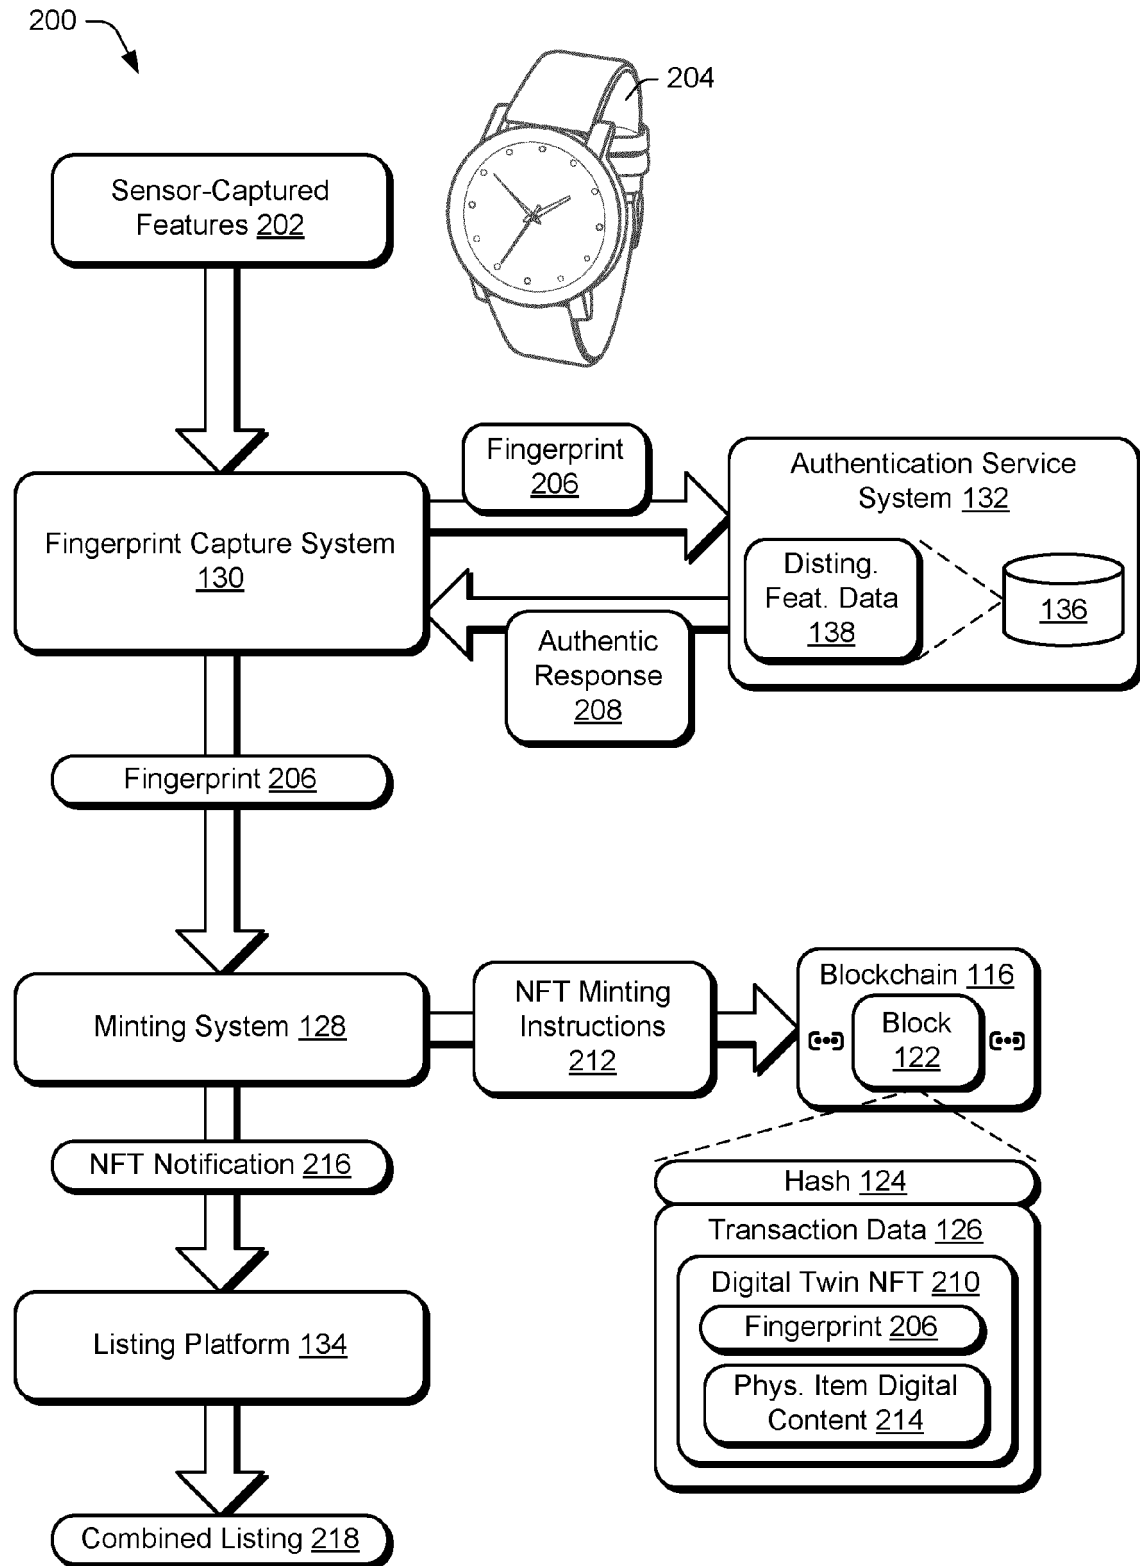 200
204
Sensor-Captured
Features 202
Fingerprint
206
Authentication Service
System 132
Fingerprint Capture System
130
Disting.
Feat. Data
138
136
Authentic
Response
208
Fingerprint 206
Minting System 128
NFT Minting
Instructions
212
Blockchain 116
Block
122
NFT Notification 216
Hash 124
Transaction Data 126
Digital Twin NFT 210
Fingerprint 206
Phys. Item Digital
Content 214
Listing Platform 134
Combined Listing 218